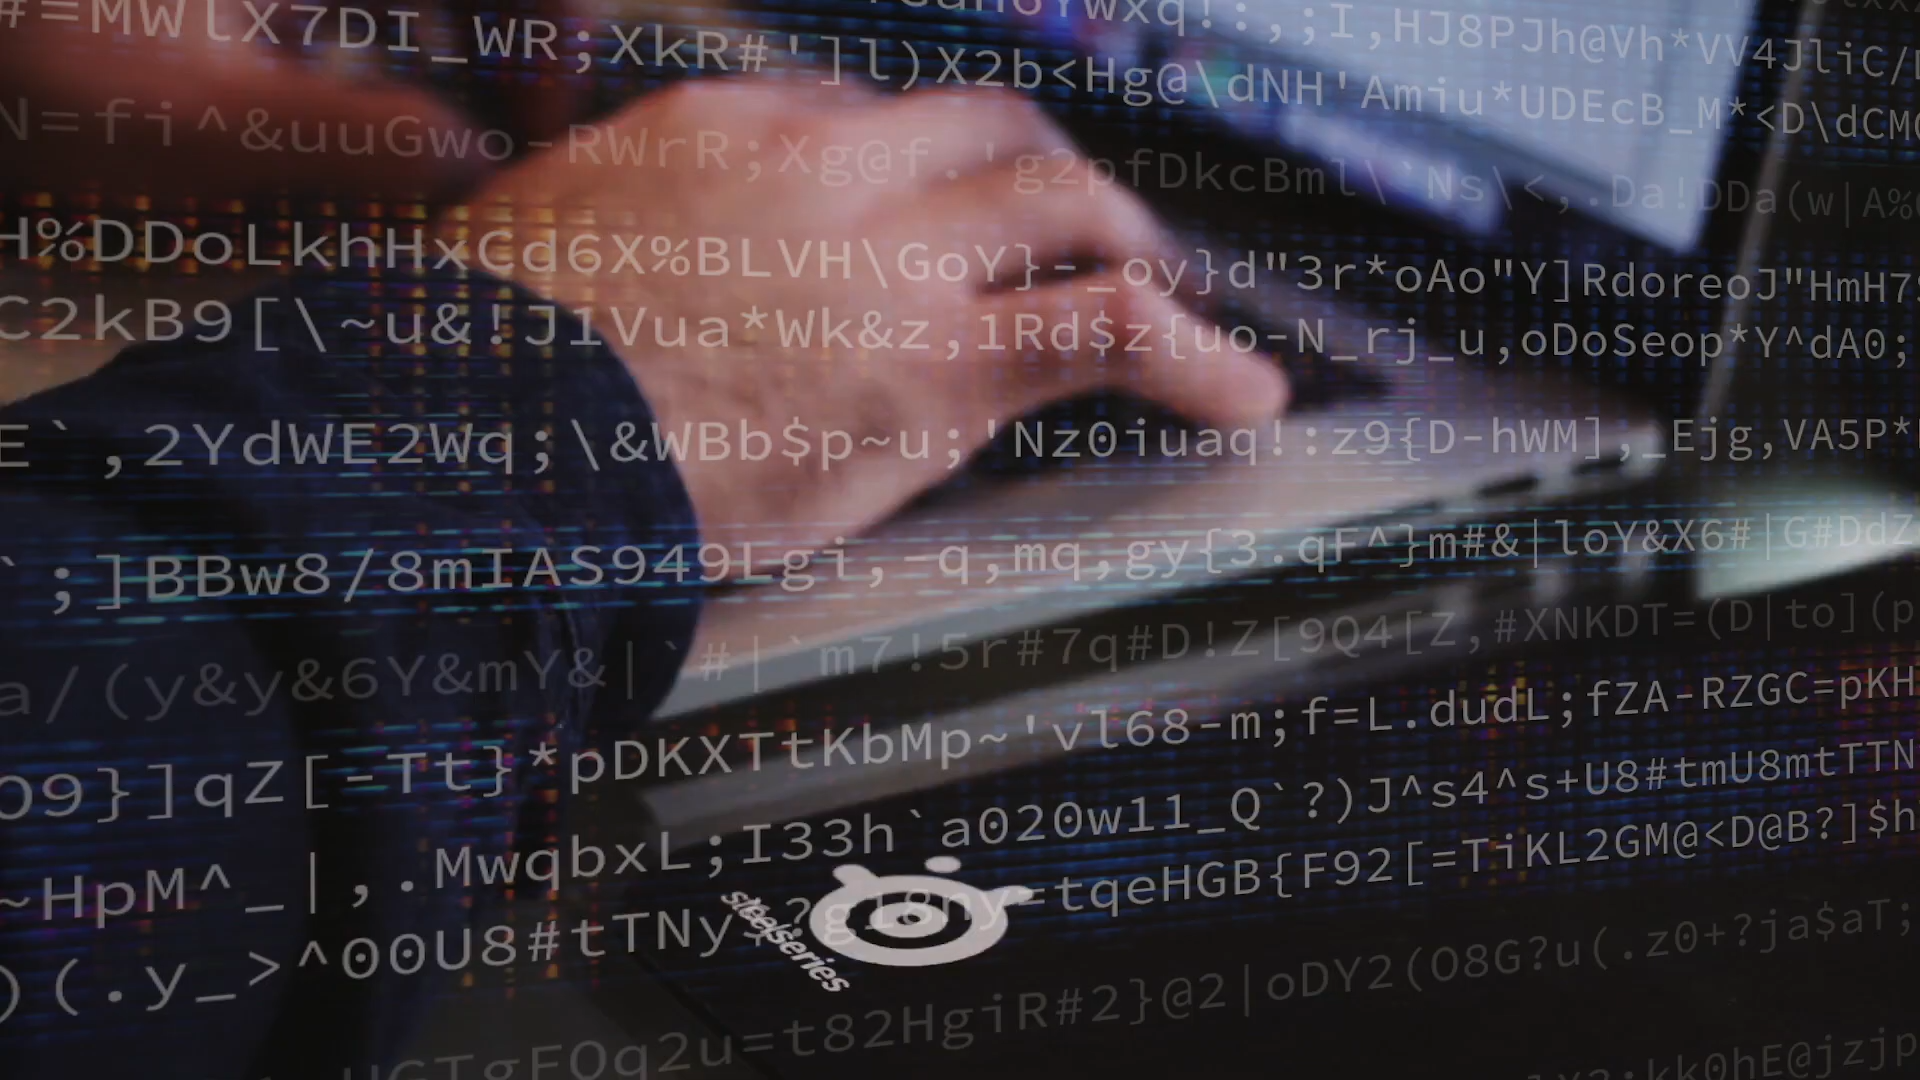 #=MWlX7DI_WR;XkR#']l)X2b<Hg@\dNH'Amiu*UDEcB_M*<D\dCM
N=fi^&uuGwo-RWrR;Xg@f.'g2pfDkcBml\`Ns\<,.Da!DDa(w|A%
H%DDoLkhHxCd6X%BLVH\GoY}-_oy}d"3r*oAo"Y]RdoreoJ"HmH7
C2kB9[\~u&!J1Vua*Wk&z,1Rd$z{uo-N_rj_u,oDoSeop*Y^dA0;
E`,2YdWE2Wq;\&WBb$p~u;'Nz0iuaq!:z9{D-hWM],_Ejg,VA5P*
`;]BBw8/8mIAS949Lgi,-q,mq,gy{3.qF^}m#&|loY&X6#|G#DdZ
a/(y&y&6Y&mY&|`#|`m7!5r#7q#D!Z[9Q4[Z,#XNKDT=(D|to](p
O9}]qZ[-Tt}*pDKXTtKbMp~'vl68-m;f=L.dudL;fZA-RZGC=pKH
~HpM^_|,.MwqbxL;I33h`a020w11_Q`?)J^s4^s+U8#tmU8mtTTN
)(.y_>^00U8#tTNy =tqeHGB{F92[=TiKL2GM@<D@B?]$h
steelseries
=t82HgiR#2}@2|oDY2(O8G?u(.z0+?ja$aT;